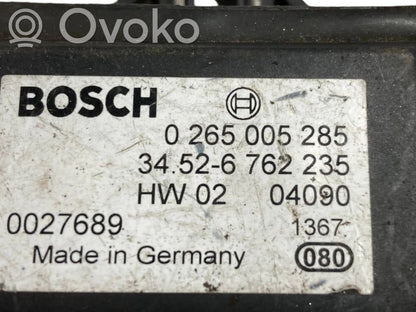 Ovoko
BOSCH
0 265 005 285
34.52-6 762 235
HW 02 04090
0027689 1367
Made in Germany 080